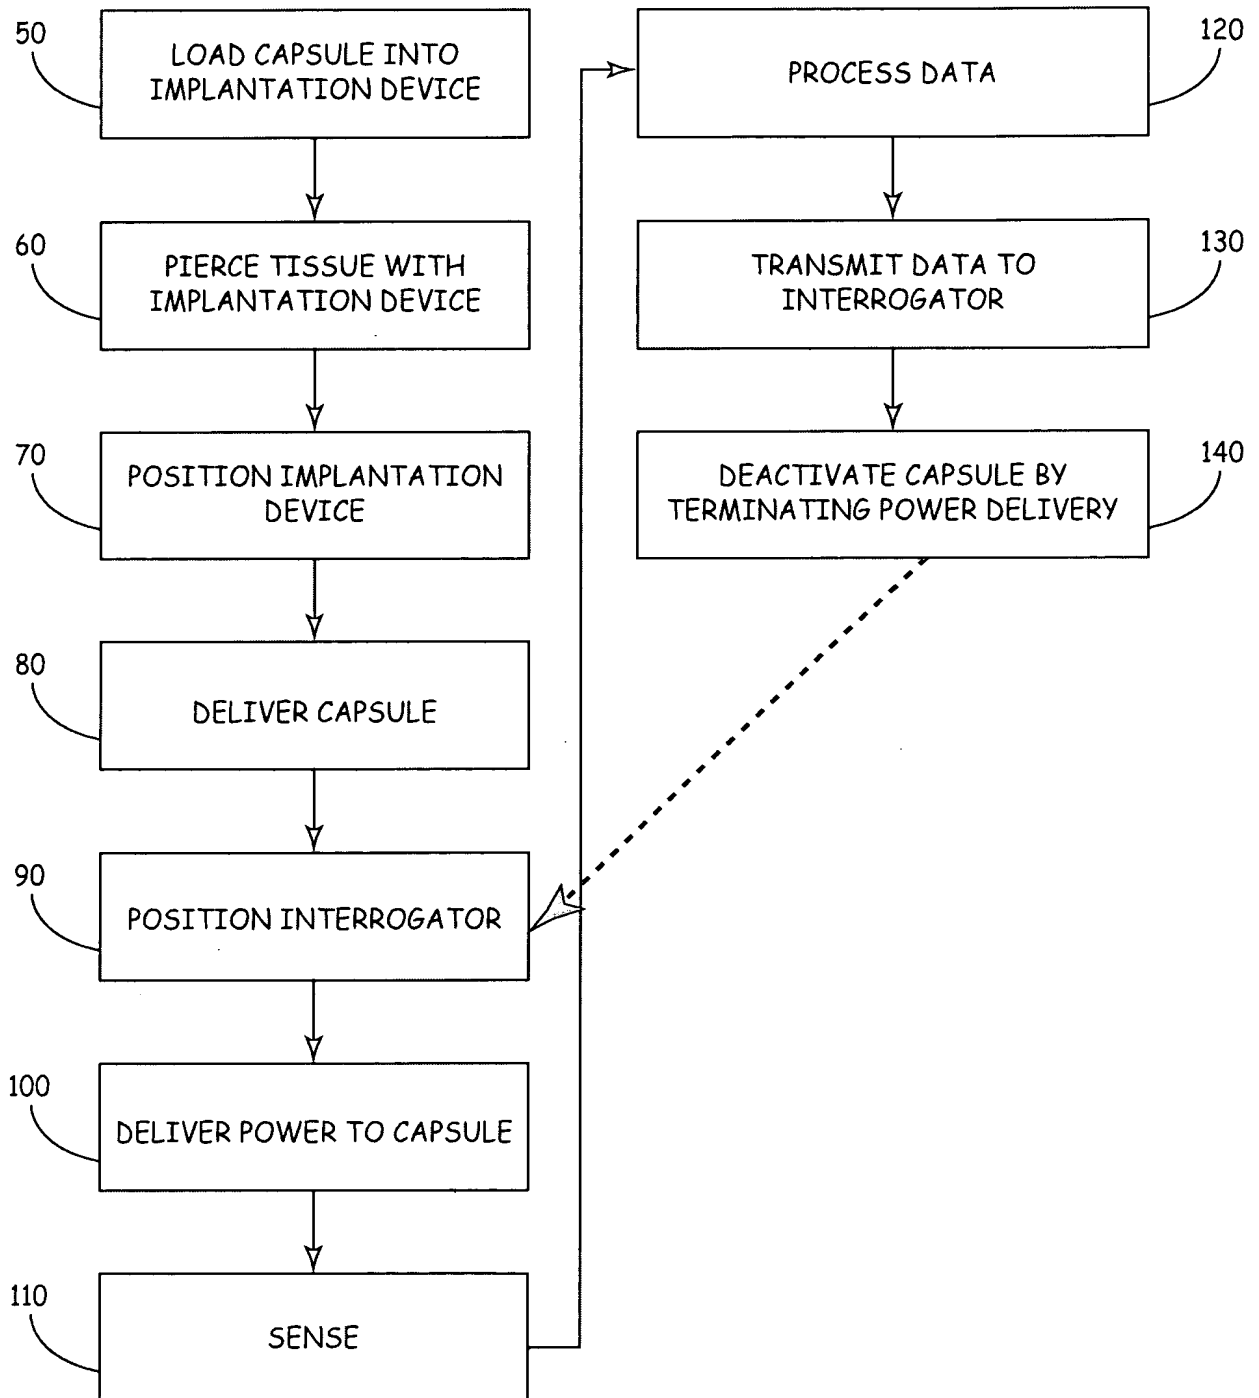 50
LOAD CAPSULE INTO
IMPLANTATION DEVICE
60
PIERCE TISSUE WITH
IMPLANTATION DEVICE
70
POSITION IMPLANTATION
DEVICE
80
DELIVER CAPSULE
90
POSITION INTERROGATOR
100
DELIVER POWER TO CAPSULE
110
SENSE
120
PROCESS DATA
130
TRANSMIT DATA TO
INTERROGATOR
140
DEACTIVATE CAPSULE BY
TERMINATING POWER DELIVERY